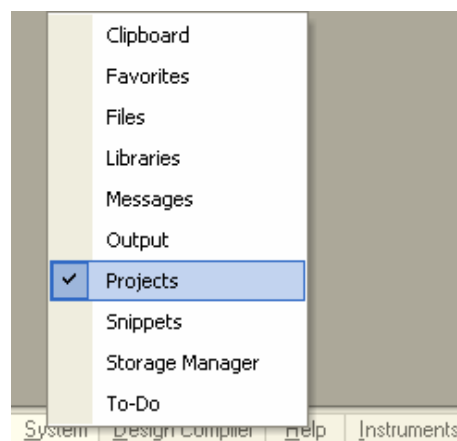 Clipboard
Favorites
Files
Libraries
Messages
Output
Projects
Snippets
Storage Manager
To-Do
System Design Compiler Help Instruments